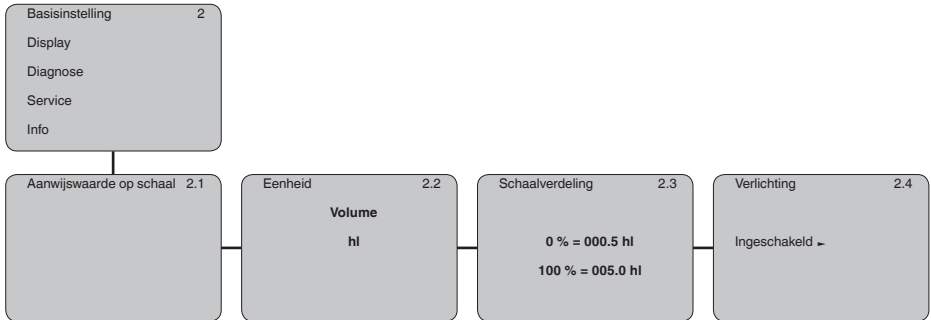 Basisinstelling 2
Display
Diagnose
Service
Info
Aanwijswaarde op schaal 2.1
Eenheid 2.2
Volume
hl
Schaalverdeling 2.3
0 % = 000.5 hl
100 % = 005.0 hl
Verlichting 2.4
Ingeschakeld ►